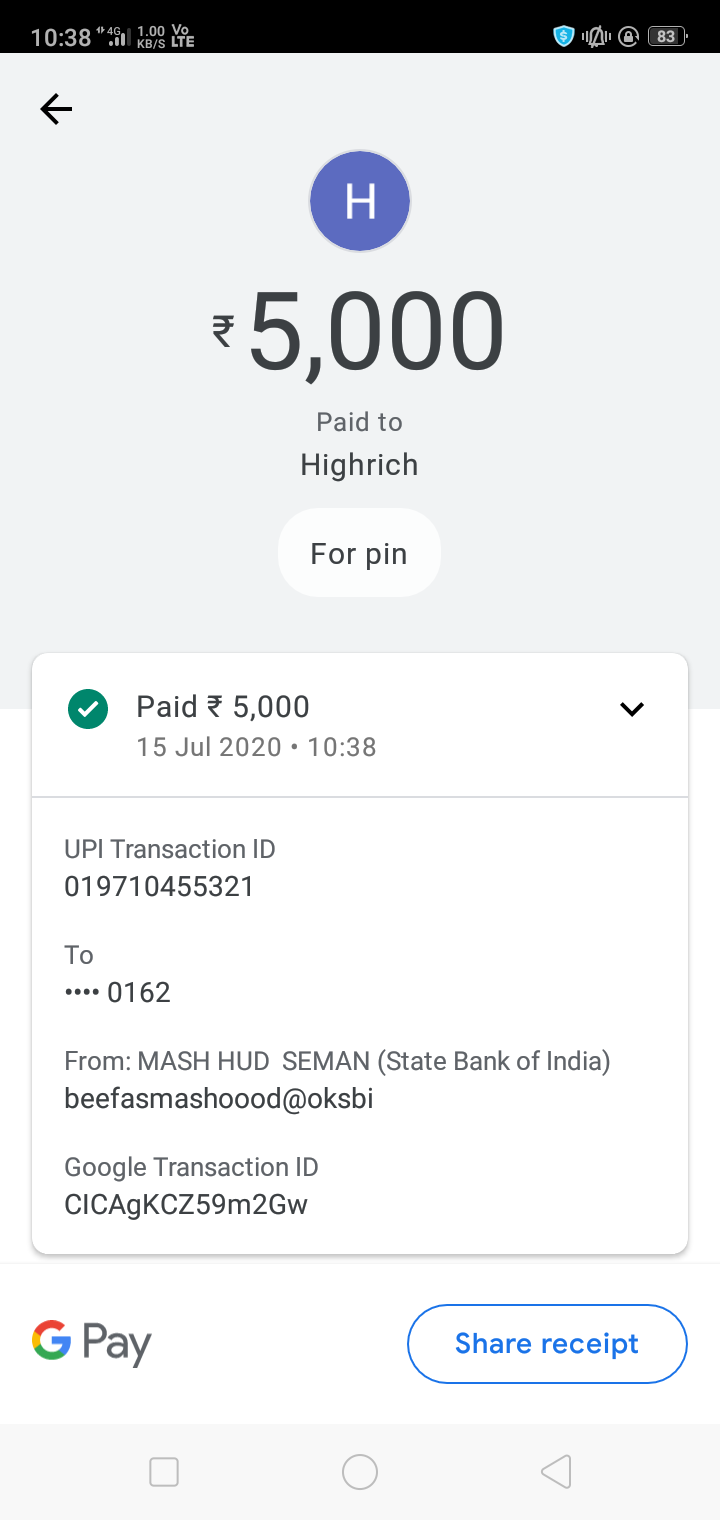 10:38 4G 1.00 KB/S Vo LTE 83
H
₹5,000
Paid to
Highrich
For pin
Paid ₹ 5,000
15 Jul 2020 • 10:38
UPI Transaction ID
019710455321
To
•••• 0162
From: MASH HUD  SEMAN (State Bank of India)
beefasmashoood@oksbi
Google Transaction ID
CICAgKCZ59m2Gw
G Pay
Share receipt